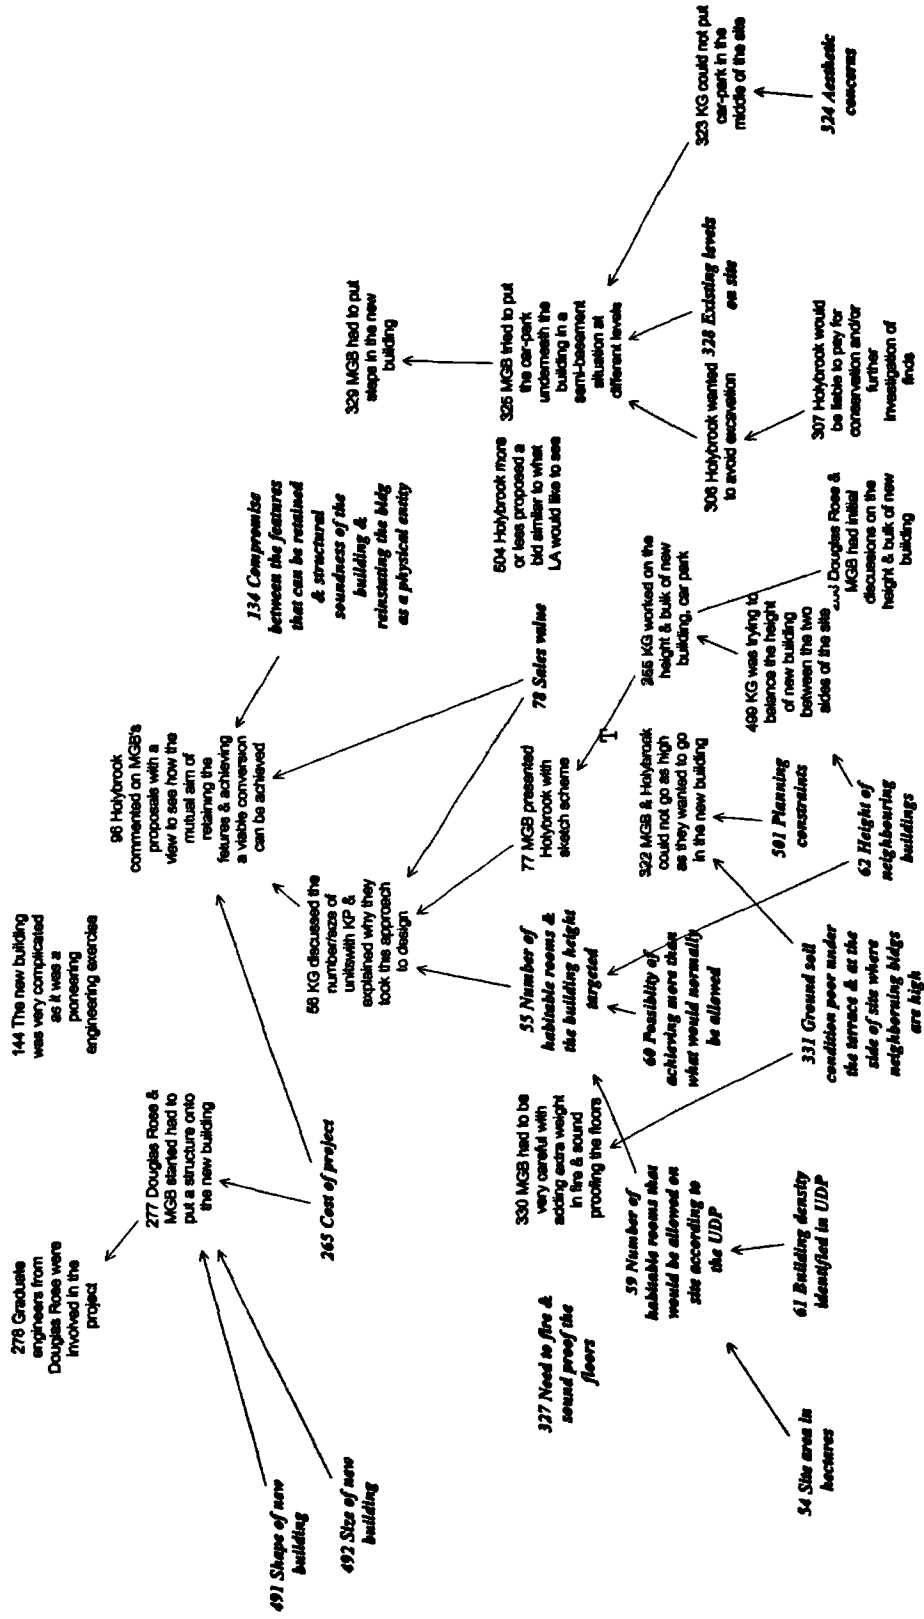 278 Graduate
engineers from
Douglas Rose were
involved in the
project
144 The new building
was very complicated
as it was a
pioneering
engineering exercise
277 Douglas Rose &
MGB started had to
put a structure onto
the new building
98 Holybrook
commented on MGB's
proposals with a
view to see how the
mutual aim of
retaining the
fetures & achieving
a viable conversion
can be achieved
491 Shape of new
building
492 Size of new
building
265 Cost of project
134 Compromise
between the features
that can be retained
& structural
soundness of the
building &
reinstating the bldg
as a physical entity
56 KG discussed the
number/size of
unitswith KP &
explained why they
took this approach
to design
329 MGB had to put
steps in the new
building
78 Sales value
327 Need to fire &
sound proof the
floors
330 MGB had to be
very careful with
adding extra weight
in fire & sound
proofing the floors
55 Number of
habitable rooms &
the building height
targeted
77 MGB presented
Holybrook with
sketch scheme
504 Holybrook more
or less proposed a
bid similar to what
LA would like to see
325 MGB tried to put
the car-park
underneath the
building in a
semi-basement
situation at
different levels
T
59 Number of
habitable rooms that
would be allowed on
site according to
the UDP
60 Feasiblity of
achieving more than
what would normally
be allowed
322 MGB & Holybrook
could not go as high
as they wanted to go
in the new building
255 KG worked on the
height & bulk of new
building, car park
306 Holybrook wanted
to avoid excavation
328 Existing levels
on site
323 KG could not put
car-park in the
middle of the site
54 Site area in
hectares
61 Building density
identified in UDP
331 Ground soil
condition poor under
the terrace & at the
side of site where
neighborning bldgs
are high
501 Planning
constraints
62 Height of
neighbouring
buildings
499 KG was trying to
balance the height
of new building
between the two
sides of the site
Douglas Rose &
MGB had initial
discussions on the
height & bulk of new
building
307 Holybrook would
be liable to pay for
conservation and/or
further
investigation of
finds
324 Aesthetic
concerns